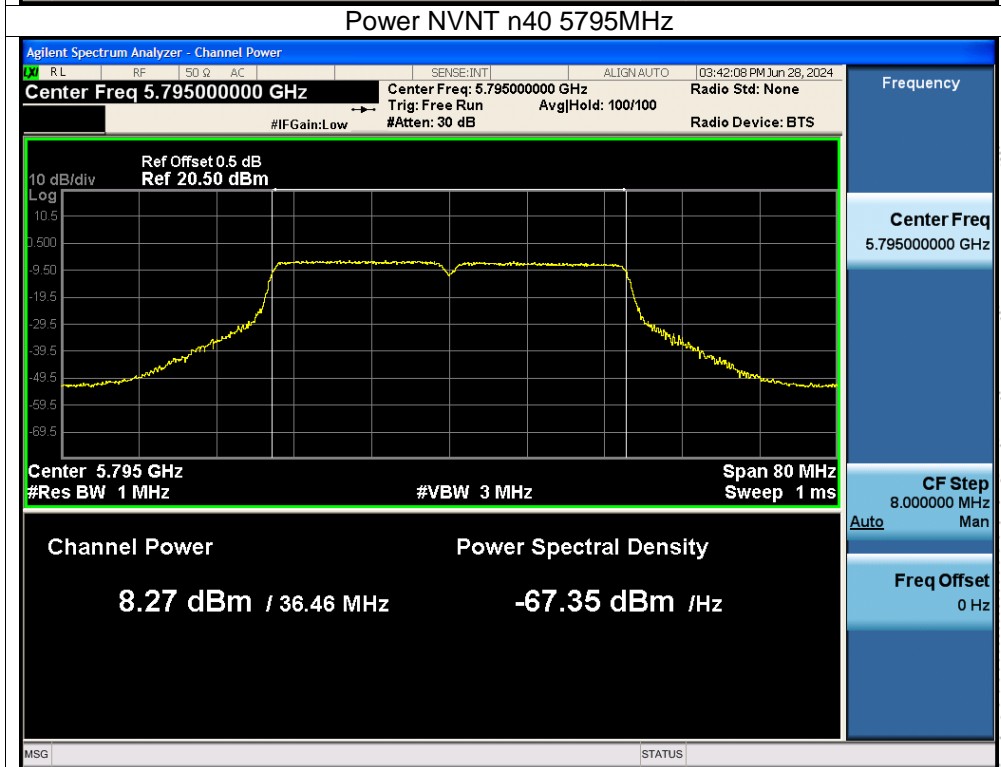 Power NVNT n40 5795MHz
Agilent Spectrum Analyzer - Channel Power
LXI RL RF 50 Ω AC SENSE:INT ALIGN AUTO 03:42:08 PM Jun 28, 2024
Center Freq 5.795000000 GHz
Center Freq: 5.795000000 GHz Radio Std: None
Trig: Free Run Avg|Hold: 100/100
#IFGain:Low #Atten: 30 dB Radio Device: BTS
Ref Offset 0.5 dB
10 dB/div Ref 20.50 dBm
Log
10.5
0.500
-9.50
-19.5
-29.5
-39.5
-49.5
-59.5
-69.5
Center 5.795 GHz Span 80 MHz
#Res BW 1 MHz #VBW 3 MHz Sweep 1 ms
Channel Power Power Spectral Density
8.27 dBm / 36.46 MHz -67.35 dBm /Hz
Frequency
Center Freq
5.795000000 GHz
CF Step
8.000000 MHz
Auto Man
Freq Offset
0 Hz
MSG STATUS